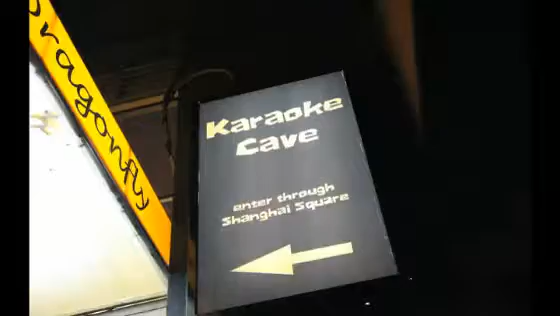 Dragonfly
Karaoke
Cave
enter through
Shanghai Square